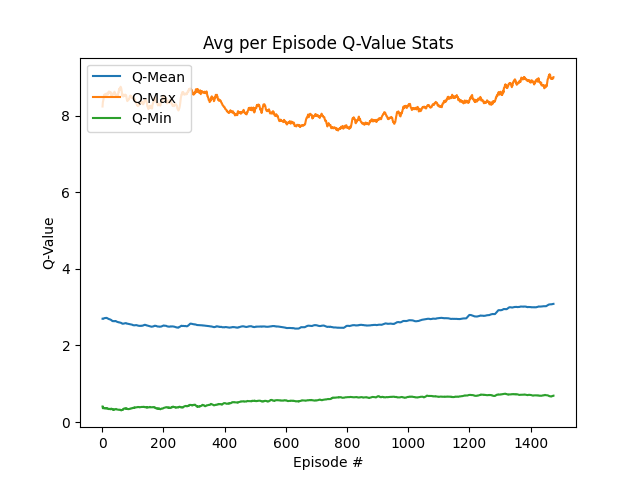 Avg per Episode Q-Value Stats
Q-Mean
Q-Max
Q-Min
Q-Value
8
6
4
2
0
0 200 400 600 800 1000 1200 1400
Episode #